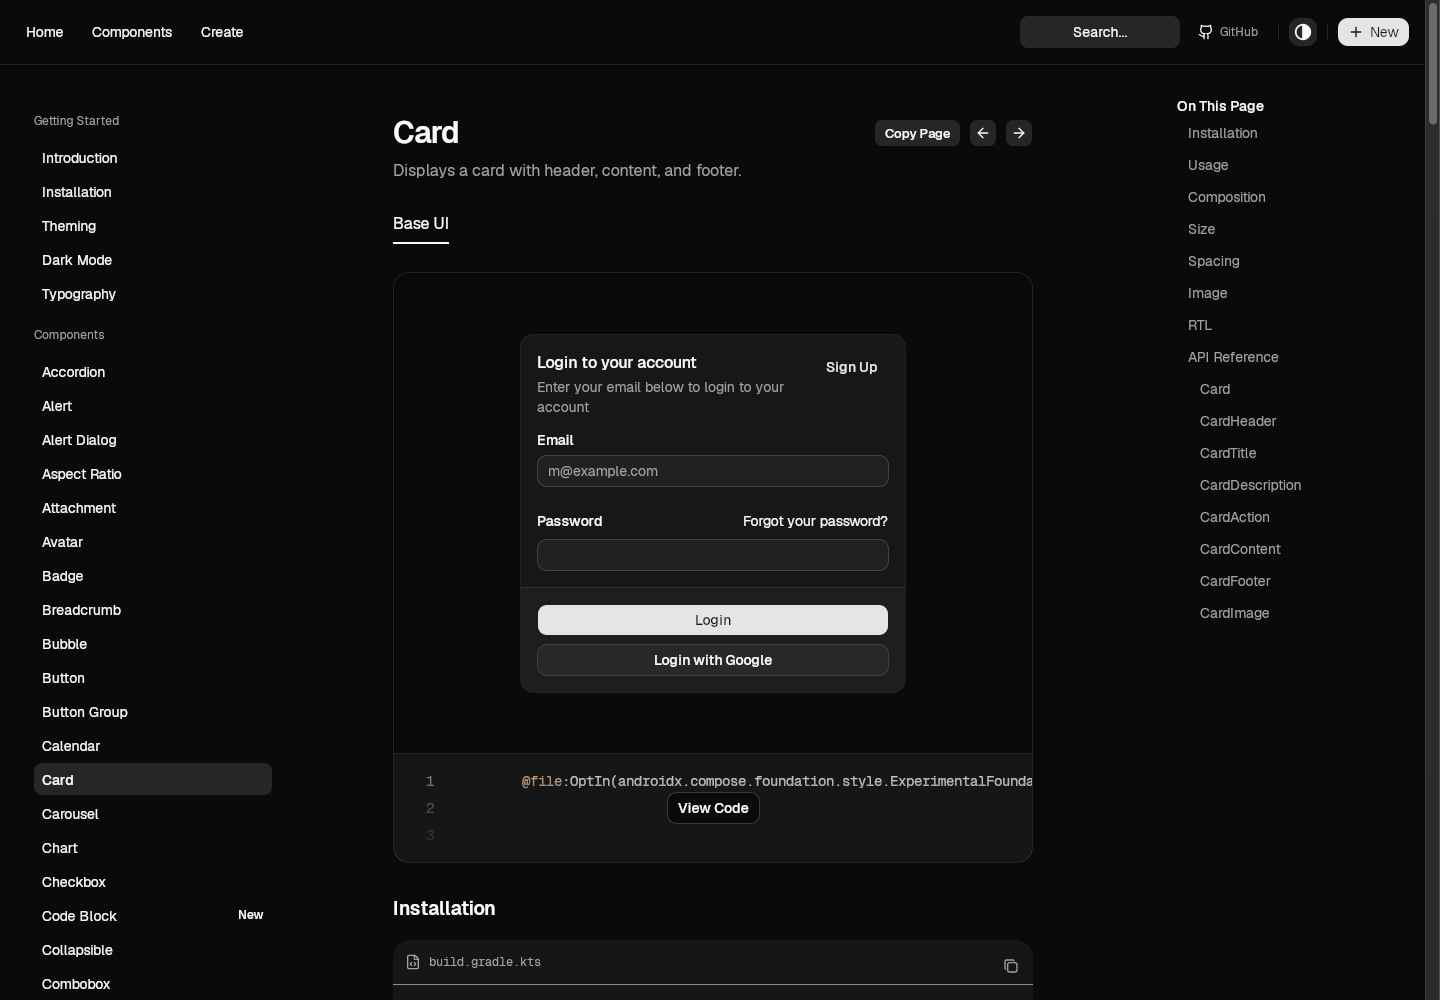 Home
Components
Create
Search...
GitHub
New
Getting Started
Introduction
Installation
Theming
Dark Mode
Typography
Components
Accordion
Alert
Alert Dialog
Aspect Ratio
Attachment
Avatar
Badge
Breadcrumb
Bubble
Button
Button Group
Calendar
Card
Carousel
Chart
Checkbox
Code Block New
Collapsible
Combobox
Card
Copy Page
Displays a card with header, content, and footer.
Base UI
Login to your account
Sign Up
Enter your email below to login to your
account
Email
m@example.com
Password
Forgot your password?
Login
Login with Google
1 @file:OptIn(androidx.compose.foundation.style.ExperimentalFounda
2
View Code
3
Installation
build.gradle.kts
On This Page
Installation
Usage
Composition
Size
Spacing
Image
RTL
API Reference
Card
CardHeader
CardTitle
CardDescription
CardAction
CardContent
CardFooter
CardImage